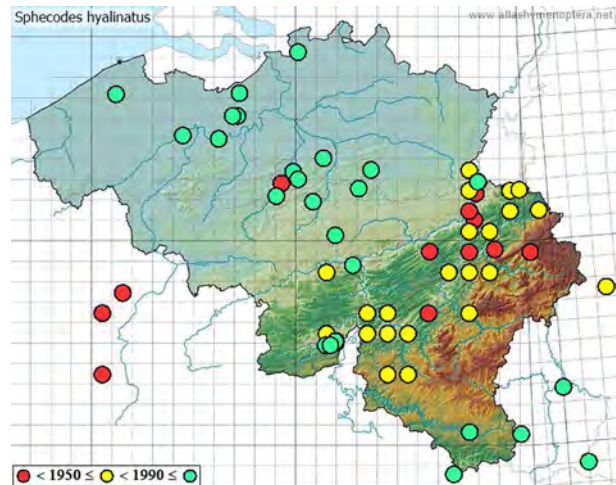 Sphecodes hyalinatus
www.atlashymenoptera.net
< 1950 ≤ < 1990 ≤